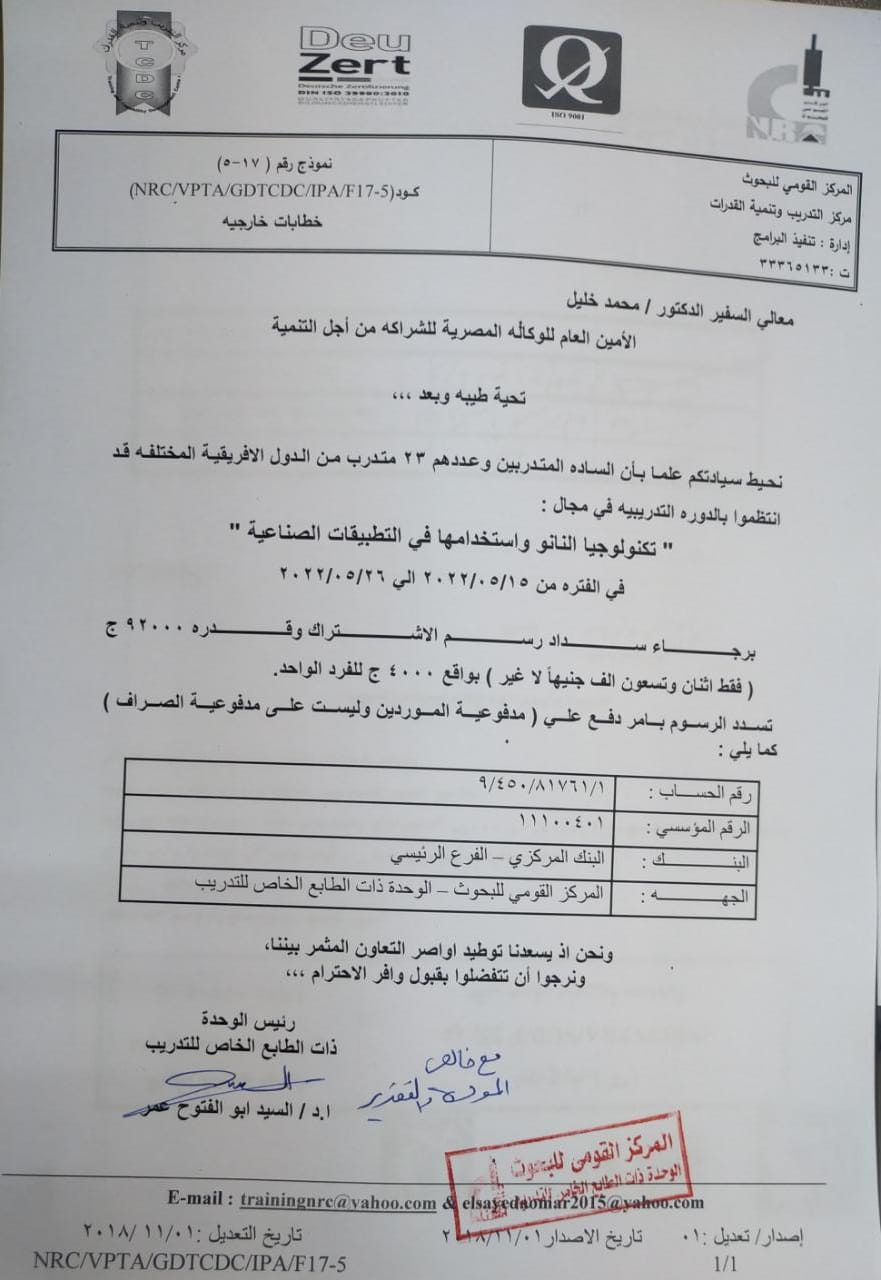 مركز التدريب وتنمية القدرات
TCDC
Deu
Zert
Deutsche Zertifizierung
DIN ISO 29990:2010
QUALITÄTSGEPRÜFTER
BILDUNGSDIENSTLEISTER
ISO 9001
NRC
المركز القومي للبحوث
مركز التدريب وتنمية القدرات
إدارة : تنفيذ البرامج
ت :٣٣٣٦٥١٣٣
نموذج رقم ( ١٧-٥)
كود(NRC/VPTA/GDTCDC/IPA/F17-5)
خطابات خارجيه
معالي السفير الدكتور / محمد خليل
الأمين العام للوكاله المصرية للشراكه من أجل التنمية
تحية طيبه وبعد ،،،
نحيط سيادتكم علما بأن الساده المتدربين وعددهم ٢٣ متدرب من الدول الافريقية المختلفه قد
انتظموا بالدوره التدريبيه في مجال :
" تكنولوجيا النانو واستخدامها في التطبيقات الصناعية "
في الفتره من ٢٠٢٢/٠٥/١٥ الي ٢٠٢٢/٠٥/٢٦
برجاء سداد رسم الاشتراك وقدره ٩٢٠٠٠ ج
( فقط اثنان وتسعون الف جنيهاً لا غير ) بواقع ٤٠٠٠ ج للفرد الواحد.
تسدد الرسوم بامر دفع علي ( مدفوعية الموردين وليست على مدفوعية الصراف )
كما يلي :
رقم الحساب : ٩/٤٥٠/٨١٧٦١/١
الرقم المؤسسي : ١١١٠٠٤٠١
البنك : البنك المركزي – الفرع الرئيسي
الجهه : المركز القومي للبحوث – الوحدة ذات الطابع الخاص للتدريب
ونحن اذ يسعدنا توطيد اواصر التعاون المثمر بيننا،
ونرجوا أن تتفضلوا بقبول وافر الاحترام ،،،
رئيس الوحدة
ذات الطابع الخاص للتدريب
مع خالص
المودة والتقدير
ا.د / السيد ابو الفتوح عمر
المركز القومى للبحوث
الوحدة ذات الطابع الخاص للتدريب
E-mail : trainingnrc@yahoo.com & elsayedaomar2015@yahoo.com
إصدار/ تعديل :٠١ تاريخ الاصدار ٢٠١٨/١١/٠١ تاريخ التعديل :٢٠١٨/١١/٠١
NRC/VPTA/GDTCDC/IPA/F17-5 1/1